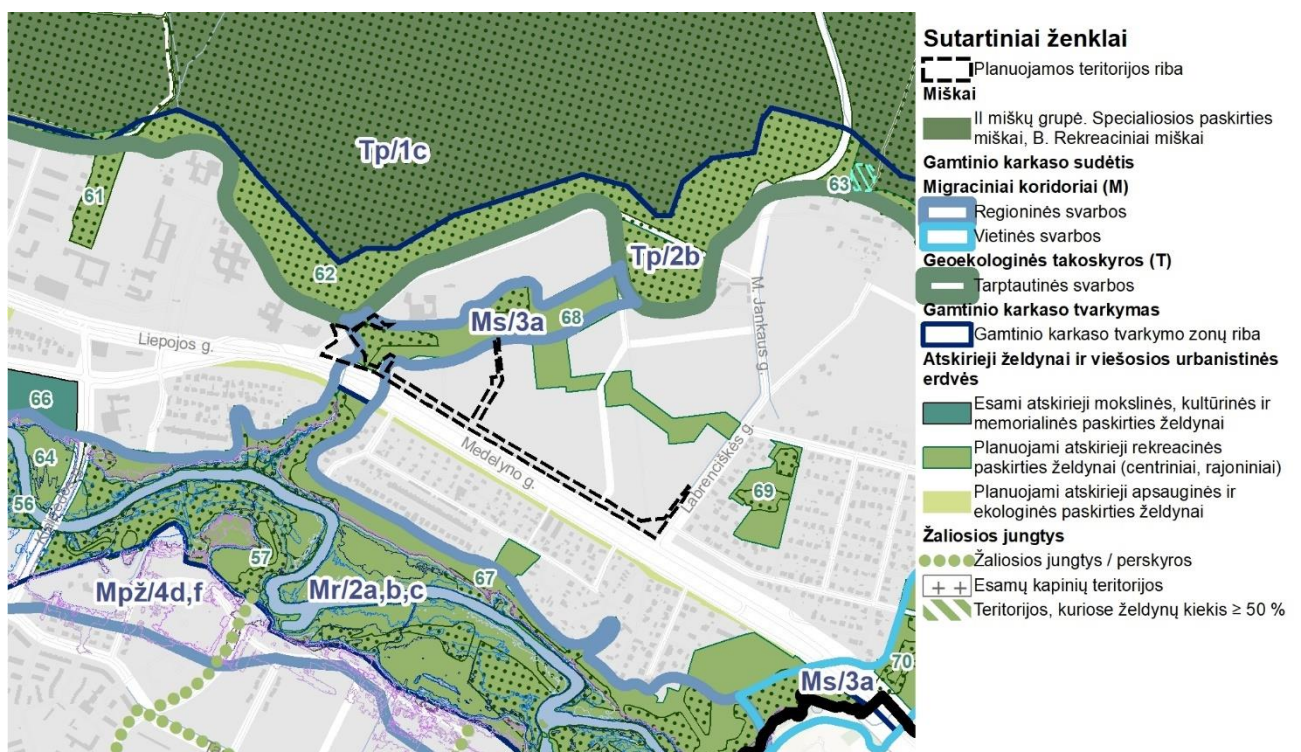 Tp/1c
61
63
62
Tp/2b
68
Ms/3a
Liepojos g.
M. Jankaus g.
66
64
Medelyno g.
Labrenciškės g.
69
56
57
67
Mpž/4d,f
Mr/2a,b,c
70
Ms/3a
Sutartiniai ženklai
Planuojamos teritorijos riba
Miškai
II miškų grupė. Specialiosios paskirties
miškai, B. Rekreaciniai miškai
Gamtinio karkaso sudėtis
Migraciniai koridoriai (M)
Regioninės svarbos
Vietinės svarbos
Geoekologinės takoskyros (T)
Tarptautinės svarbos
Gamtinio karkaso tvarkymas
Gamtinio karkaso tvarkymo zonų riba
Atskirieji želdynai ir viešosios urbanistinės
erdvės
Esami atskirieji mokslinės, kultūrinės ir
memorialinės paskirties želdynai
Planuojami atskirieji rekreacinės
paskirties želdynai (centriniai, rajoniniai)
Planuojami atskirieji apsauginės ir
ekologinės paskirties želdynai
Žaliosios jungtys
Žaliosios jungtys / perskyros
Esamų kapinių teritorijos
Teritorijos, kuriose želdynų kiekis ≥ 50 %